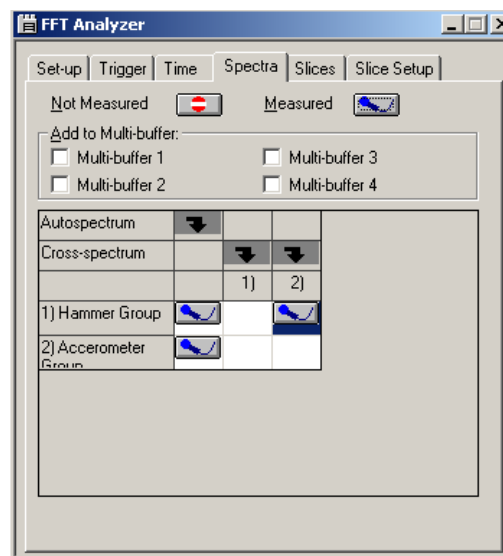 FFT Analyzer
Set-up Trigger Time Spectra Slices Slice Setup
Not Measured Measured
Add to Multi-buffer:
Multi-buffer 1 Multi-buffer 3
Multi-buffer 2 Multi-buffer 4
Autospectrum
Cross-spectrum
1) 2)
1) Hammer Group
2) Accerometer
Group